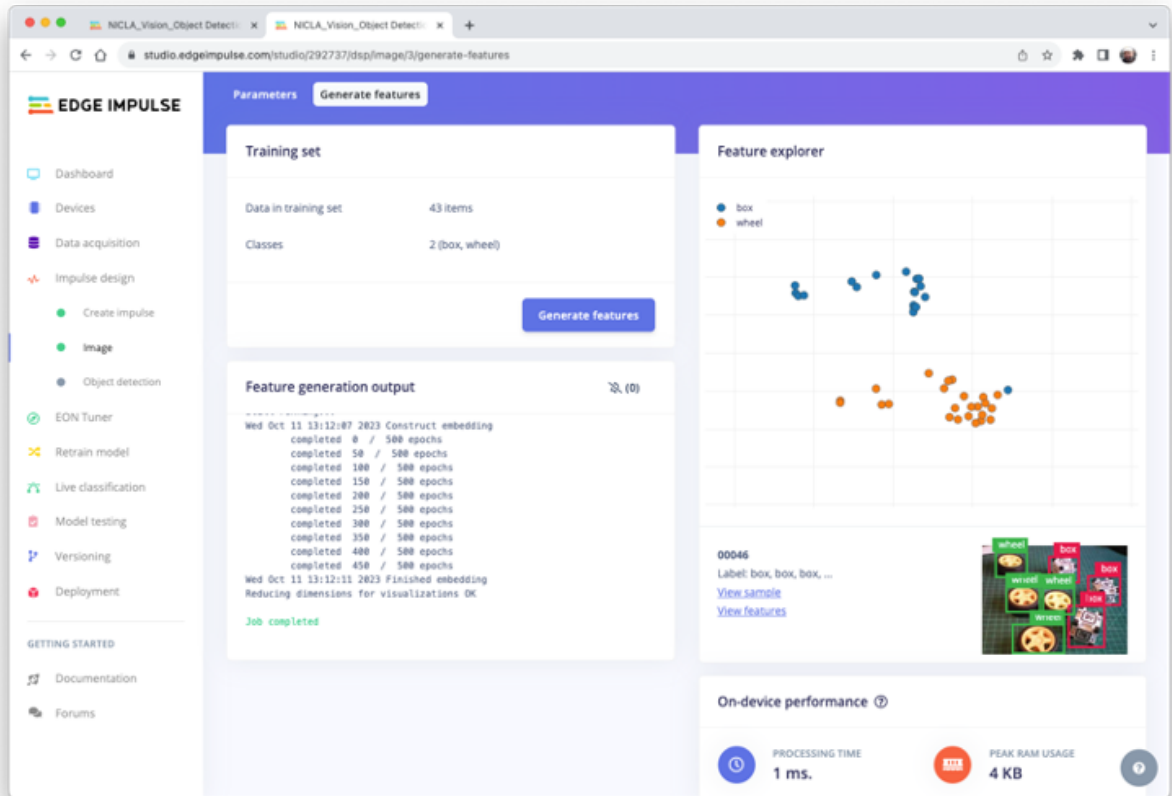 NICLA_Vision_Object Detecti
NICLA_Vision_Object Detecti
studio.edgeimpulse.com/studio/292737/dsp/image/3/generate-features
EDGE IMPULSE
Dashboard
Devices
Data acquisition
Impulse design
Create impulse
Image
Object detection
EON Tuner
Retrain model
Live classification
Model testing
Versioning
Deployment
GETTING STARTED
Documentation
Forums
Parameters
Generate features
Training set
Data in training set 43 items
Classes 2 (box, wheel)
Generate features
Feature generation output (0)
Wed Oct 11 13:12:07 2023 Construct embedding
completed 0 / 500 epochs
completed 50 / 500 epochs
completed 100 / 500 epochs
completed 150 / 500 epochs
completed 200 / 500 epochs
completed 250 / 500 epochs
completed 300 / 500 epochs
completed 350 / 500 epochs
completed 400 / 500 epochs
completed 450 / 500 epochs
Wed Oct 11 13:12:11 2023 Finished embedding
Reducing dimensions for visualizations OK
Job completed
Feature explorer
box
wheel
00046
Label: box, box, box, ...
View sample
View features
wheel
box
box
wheel wheel
box
wheel
On-device performance
PROCESSING TIME
1 ms.
PEAK RAM USAGE
4 KB